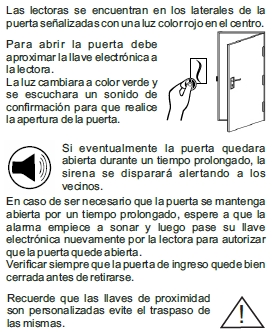 Las lectoras se encuentran en los laterales de la
puerta señalizadas con una luz color rojo en el centro.
Para abrir la puerta debe
aproximar la llave electrónica a
la lectora.
La luz cambiara a color verde y
se escuchara un sonido de
confirmación para que realice
la apertura de la puerta.
Si eventualmente la puerta quedara
abierta durante un tiempo prolongado, la
sirena se disparará alertando a los
vecinos.
En caso de ser necesario que la puerta se mantenga
abierta por un tiempo prolongado, espere a que la
alarma empiece a sonar y luego pase su llave
electrónica nuevamente por la lectora para autorizar
que la puerta quede abierta.
Verificar siempre que la puerta de ingreso quede bien
cerrada antes de retirarse.
Recuerde que las llaves de proximidad
son personalizadas evite el traspaso de
las mismas.